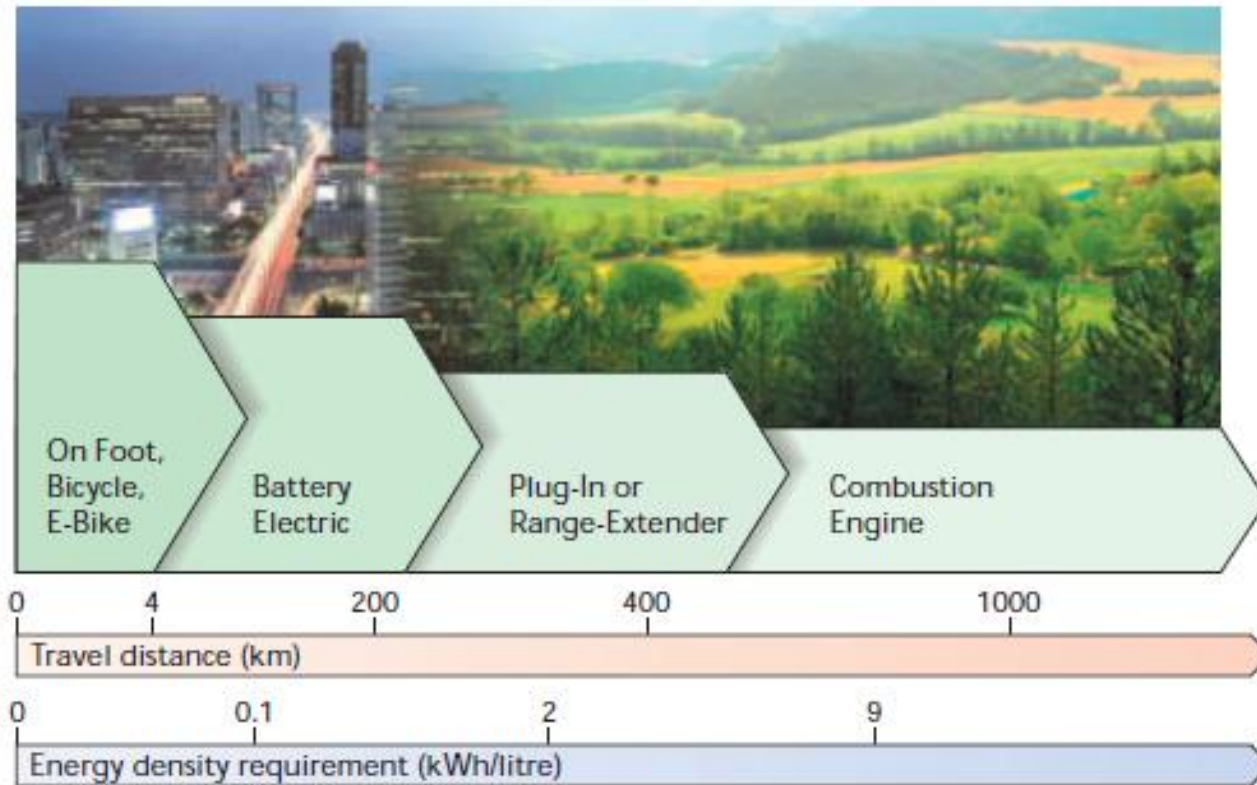 On Foot,
Bicycle,
E-Bike
Battery
Electric
Plug-In or
Range-Extender
Combustion
Engine
0 4 200 400 1000
Travel distance (km)
0 0.1 2 9
Energy density requirement (kWh/litre)